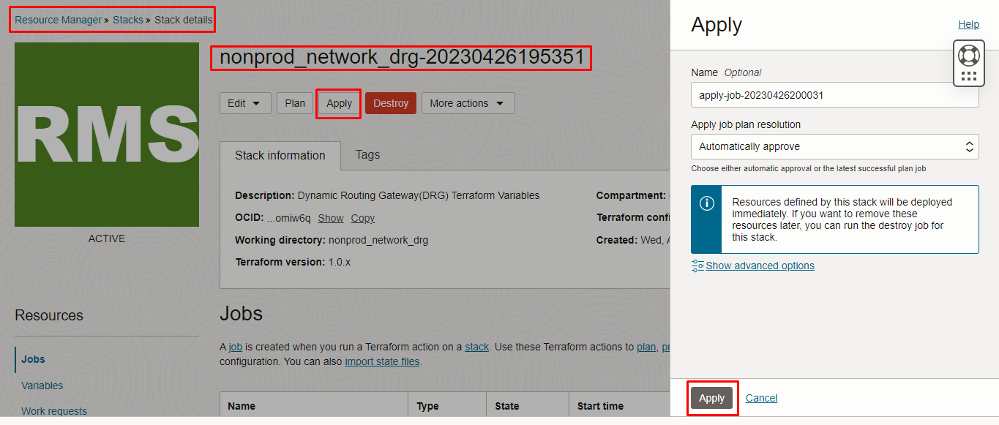 Resource Manager » Stacks » Stack details
RMS
ACTIVE
nonprod_network_drg-20230426195351
Edit Plan Apply Destroy More actions
Stack information Tags
Description: Dynamic Routing Gateway(DRG) Terraform Variables
OCID: ...omiw6q Show Copy
Working directory: nonprod_network_drg
Terraform version: 1.0.x
Compartment:
Terraform confi
Created: Wed, A
Resources
Jobs
Variables
Work requests
Jobs
A job is created when you run a Terraform action on a stack. Use these Terraform actions to plan, pr
configuration. You can also import state files.
Name Type State Start time
Apply
Help
Name Optional
apply-job-20230426200031
Apply job plan resolution
Automatically approve
Choose either automatic approval or the latest successful plan job
Resources defined by this stack will be deployed
immediately. If you want to remove these
resources later, you can run the destroy job for
this stack.
Show advanced options
Apply Cancel